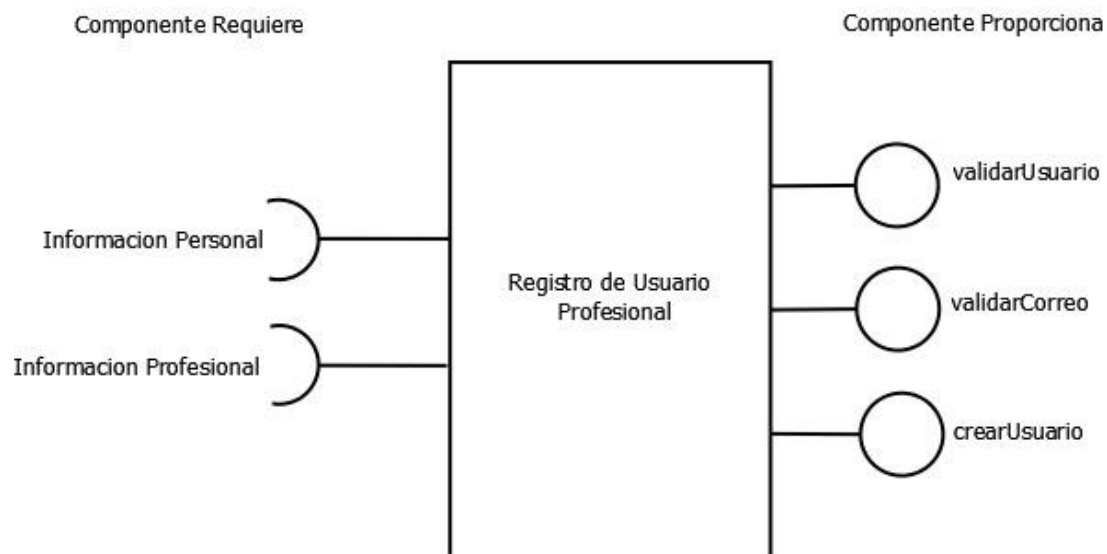 Componente Requiere
Componente Proporciona
validarUsuario
Informacion Personal
Registro de Usuario
Profesional
validarCorreo
Informacion Profesional
crearUsuario